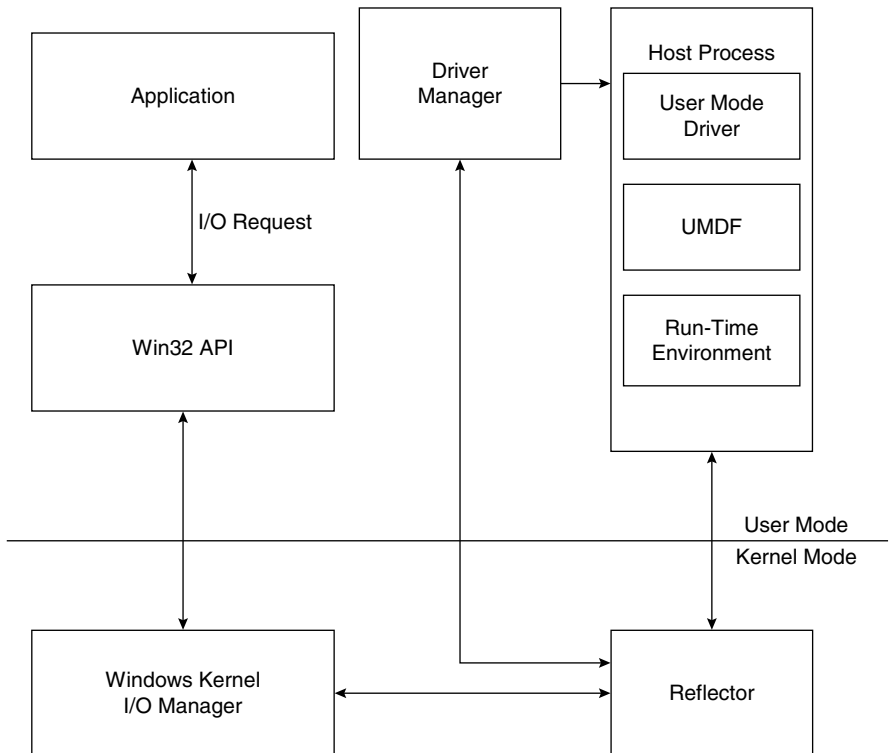 Application
I/O Request
Win32 API
Driver
Manager
Host Process
User Mode
Driver
UMDF
Run-Time
Environment
User Mode
Kernel Mode
Windows Kernel
I/O Manager
Reflector